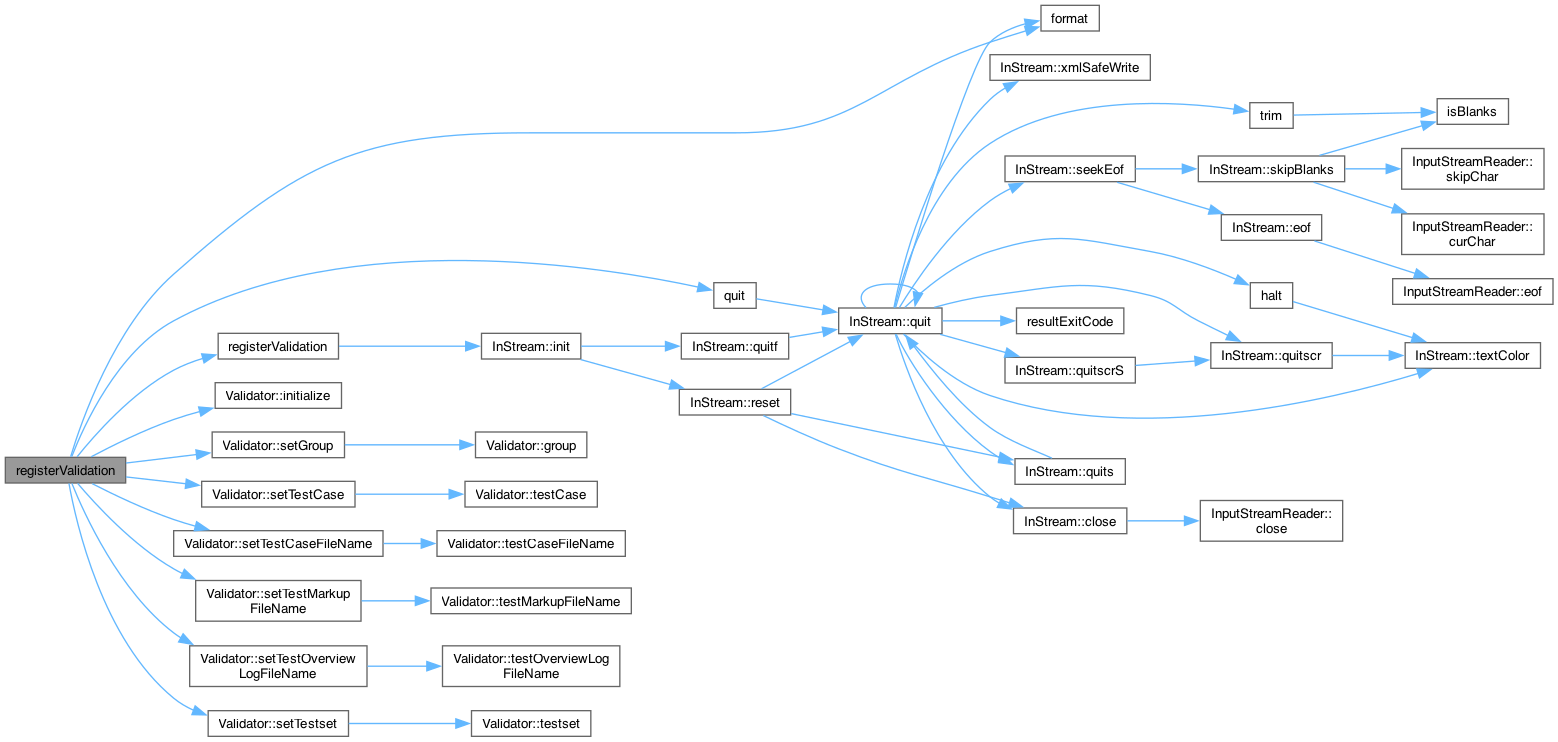 format
InStream::xmlSafeWrite
trim
isBlanks
InStream::seekEof
InStream::skipBlanks
InputStreamReader::
skipChar
InStream::eof
InputStreamReader::
curChar
quit
halt
InputStreamReader::eof
InStream::quit
resultExitCode
registerValidation
InStream::init
InStream::quitf
InStream::quitscrS
InStream::quitscr
InStream::textColor
Validator::initialize
InStream::reset
Validator::setGroup
Validator::group
registerValidation
InStream::quits
Validator::setTestCase
Validator::testCase
InStream::close
InputStreamReader::
close
Validator::setTestCaseFileName
Validator::testCaseFileName
Validator::setTestMarkup
FileName
Validator::testMarkupFileName
Validator::setTestOverview
LogFileName
Validator::testOverviewLog
FileName
Validator::setTestset
Validator::testset